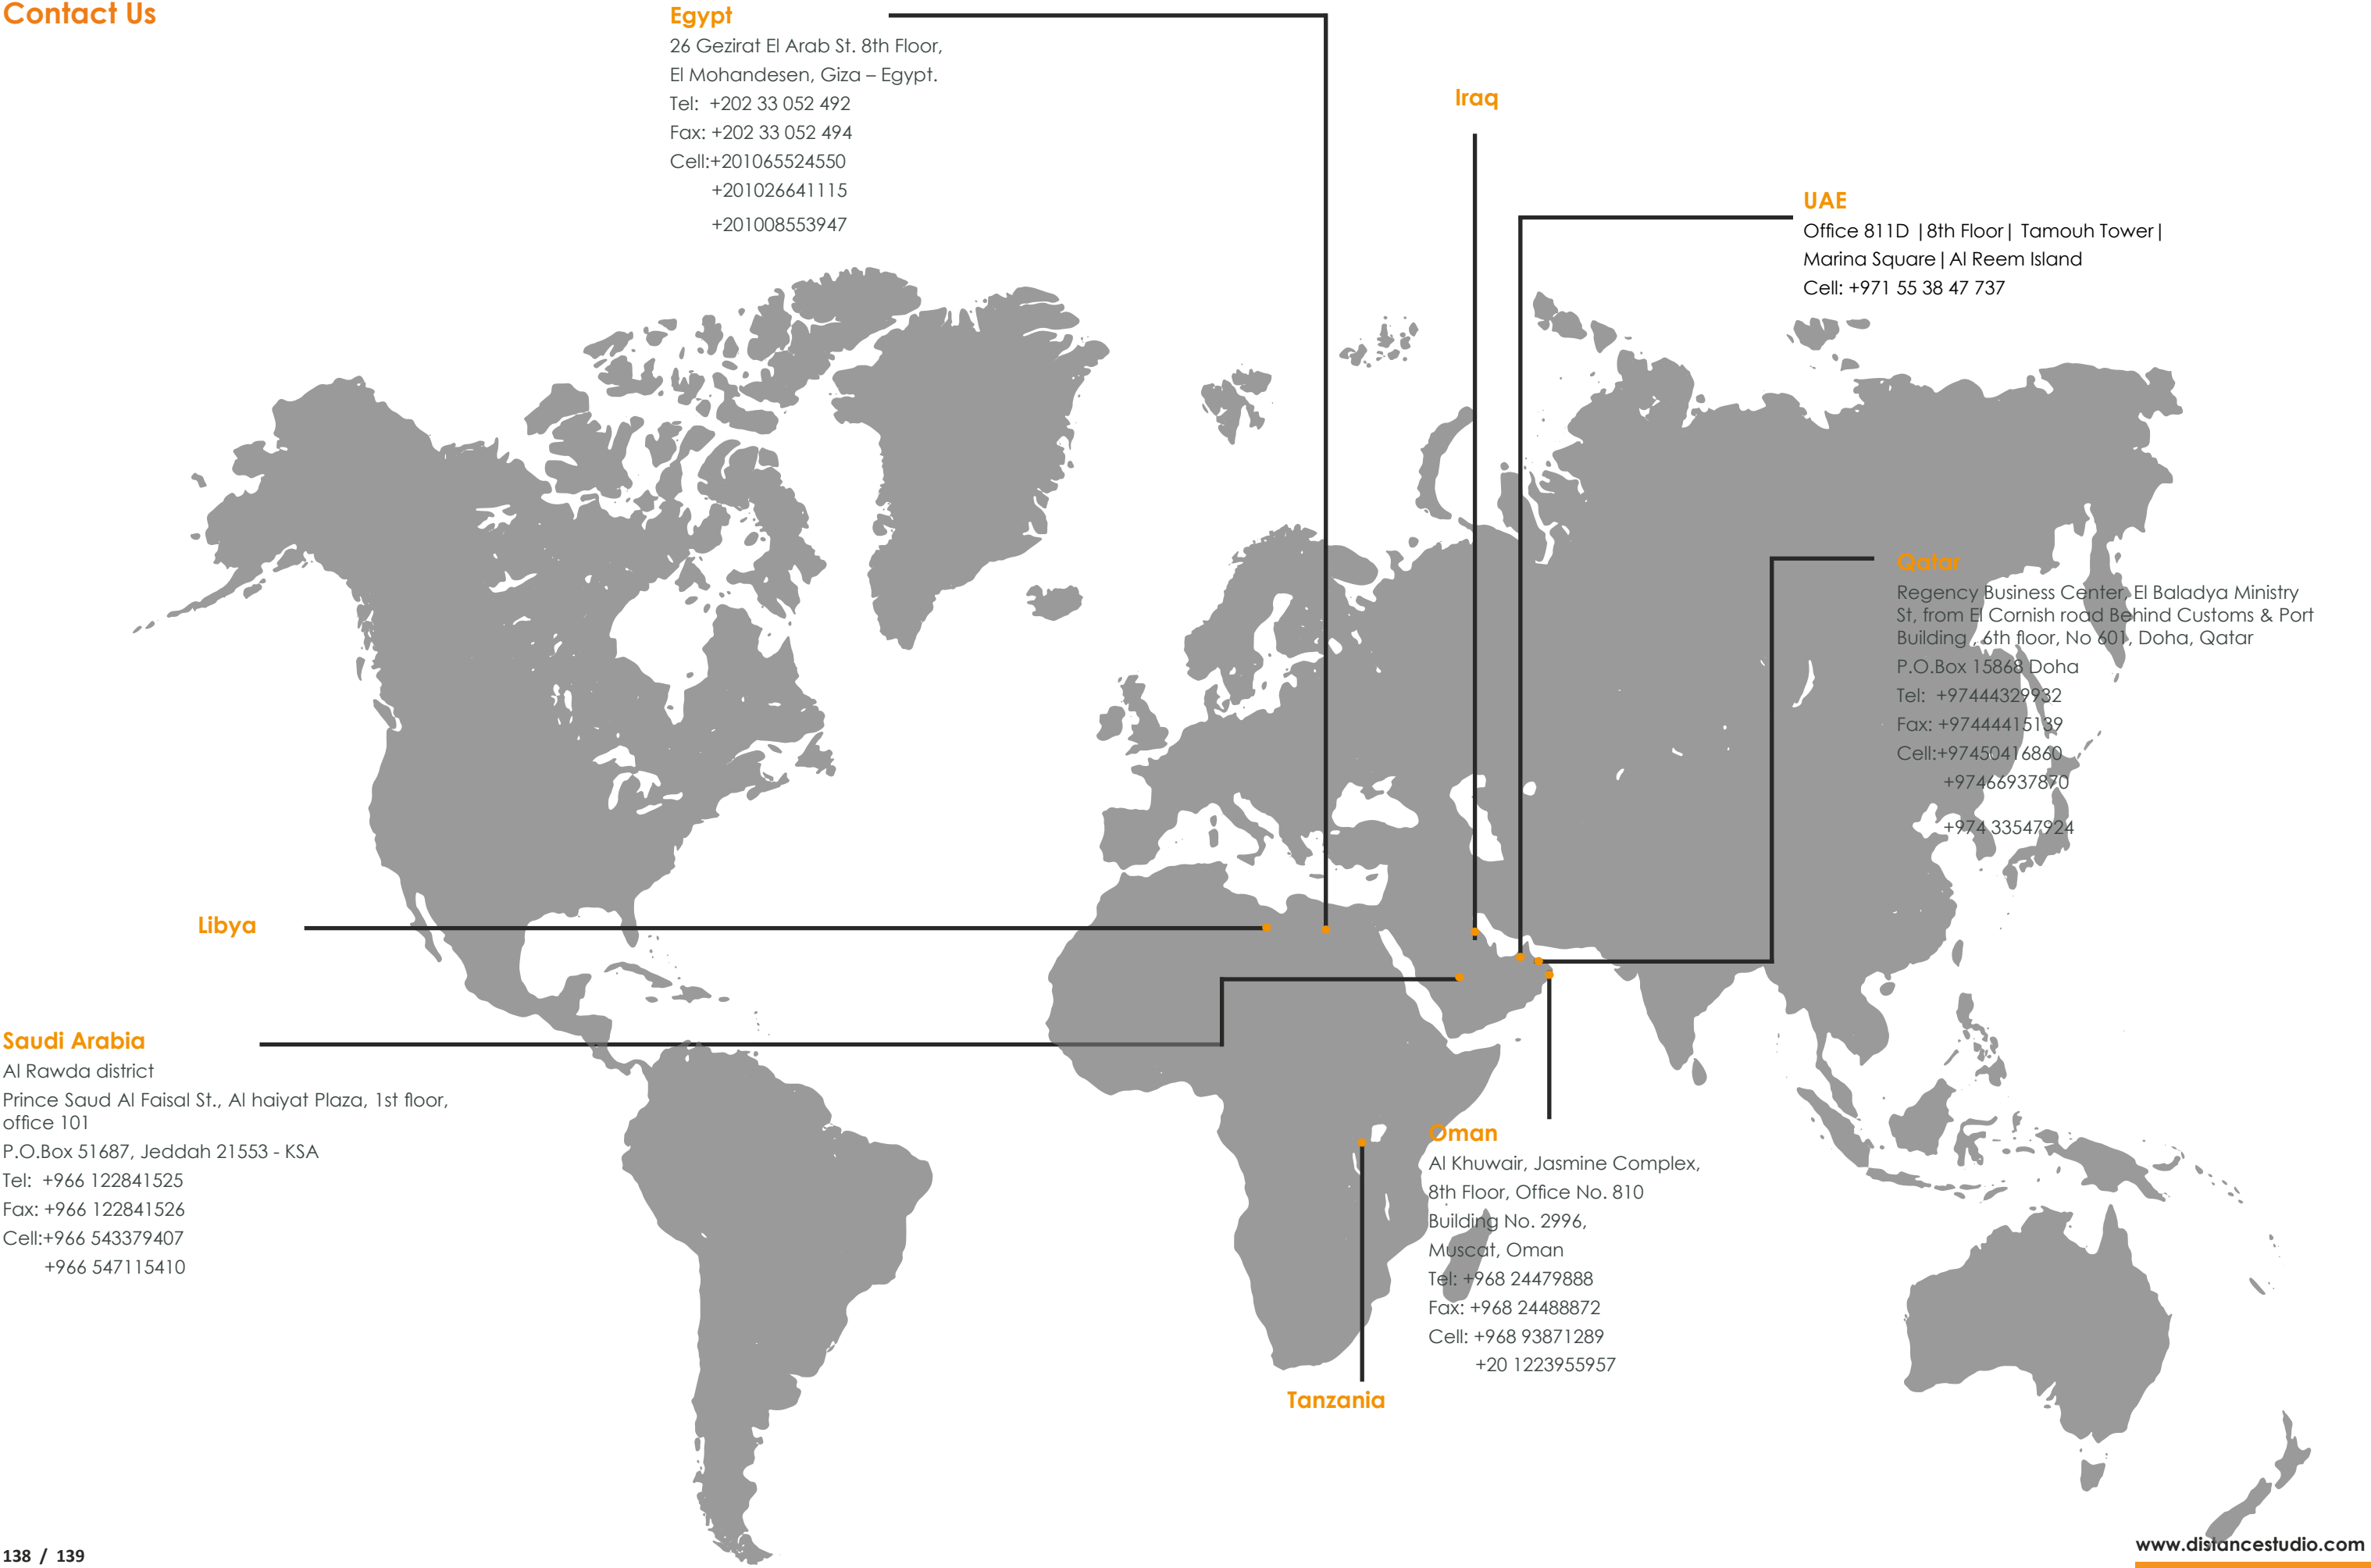 Contact Us
Egypt
26 Gezirat El Arab St. 8th Floor,
El Mohandesen, Giza – Egypt.
Tel:  +202 33 052 492
Fax: +202 33 052 494
Cell:+201065524550
+201026641115
+201008553947
Iraq
UAE
Office 811D |8th Floor| Tamouh Tower|
Marina Square|Al Reem Island
Cell: +971 55 38 47 737
Qatar
Regency Business Center, El Baladya Ministry
St, from El Cornish road Behind Customs & Port
Building , 6th floor, No 601, Doha, Qatar
P.O.Box 15868 Doha
Tel:  +97444329932
Fax: +97444415139
Cell:+97450416860
+97466937870
+974 33547924
Libya
Saudi Arabia
Al Rawda district
Prince Saud Al Faisal St., Al haiyat Plaza, 1st floor,
office 101
P.O.Box 51687, Jeddah 21553 - KSA
Tel:  +966 122841525
Fax: +966 122841526
Cell:+966 543379407
+966 547115410
Oman
Al Khuwair, Jasmine Complex,
8th Floor, Office No. 810
Building No. 2996,
Muscat, Oman
Tel: +968 24479888
Fax: +968 24488872
Cell: +968 93871289
+20 1223955957
Tanzania
138 / 139
www.distancestudio.com